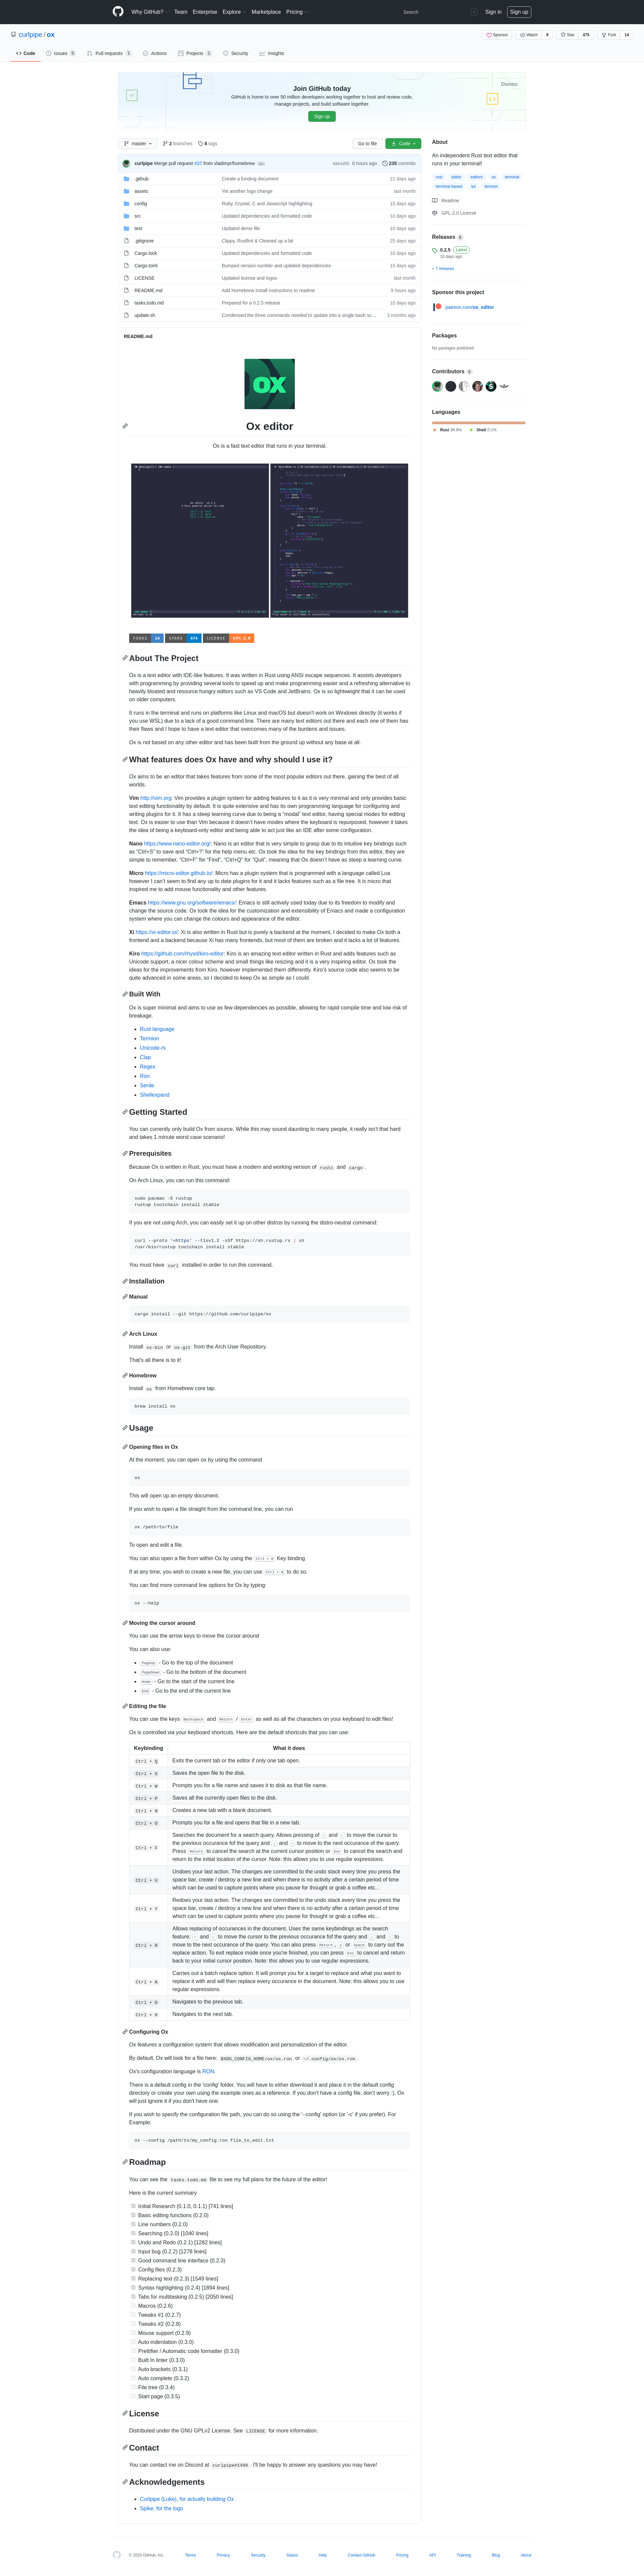 Why GitHub? Team Enterprise Explore Marketplace Pricing Search Sign in Sign up
curlpipe / ox
Sponsor Watch 9 Star 475 Fork 14
Code Issues 5 Pull requests 1 Actions Projects 1 Security Insights
Dismiss
Join GitHub today
GitHub is home to over 50 million developers working together to host and review code, manage projects, and build software together.
Sign up
master 2 branches 8 tags Go to file Code
curlpipe Merge pull request #37 from vladimyr/homebrew 9 hours ago 235 commits
.github Create a funding document 21 days ago
assets Yet another logo change last month
config Ruby, Crystal, C and Javascript highlighting 15 days ago
src Updated dependencies and formatted code 10 days ago
test Updated demo file 10 days ago
.gitignore Clippy, Rustfmt & Cleaned up a bit 25 days ago
Cargo.lock Updated dependencies and formatted code 10 days ago
Cargo.toml Bumped version number and updated dependencies 15 days ago
LICENSE Updated license and logos last month
README.md Add Homebrew install instructions to readme 9 hours ago
tasks.todo.md Prepared for a 0.2.5 release 10 days ago
update.sh Condensed the three commands needed to update into a single bash sc… 3 months ago
About
An independent Rust text editor that runs in your terminal!
rust editor editors ox terminal
terminal-based tui termion
Readme
GPL-2.0 License
Releases 8
0.2.5 Latest
10 days ago
+ 7 releases
Sponsor this project
patreon.com/ox_editor
Packages
No packages published
Contributors 6
Languages
Rust 99.9% Shell 0.1%
README.md
OX
Ox editor
Ox is a fast text editor that runs in your terminal.
FORKS 14 STARS 474 LICENSE GPL-2.0
About The Project
Ox is a text editor with IDE-like features. It was written in Rust using ANSI escape sequences. It assists developers
with programming by providing several tools to speed up and make programming easier and a refreshing alternative
to heavily bloated and resource hungry editors such as VS Code and JetBrains. Ox is so lightweight that it can be used
on older computers.
It runs in the terminal and runs on platforms like Linux and macOS but doesn't work on Windows directly (it works if
you use WSL) due to a lack of a good command line. There are many text editors out there and each one of them has
their flaws and I hope to have a text editor that overcomes many of the burdens and issues.
Ox is not based on any other editor and has been built from the ground up without any base at all.
What features does Ox have and why should I use it?
Ox aims to be an editor that takes features from some of the most popular editors out there, gaining the best of all
worlds.
Vim http://vim.org: Vim provides a plugin system for adding features to it as it is very minimal and only provides basic
text editing functionality by default. It is quite extensive and has its own programming language for writing and
plugins for it. It has a steep learning curve due to being a "modal" text editor, having special modes for editing
text. Ox is easier to use than Vim because it doesn't have modes where the keyboard is repurposed, however it takes
the idea of being a keyboard-only editor and being able to act just like an IDE after some configuration.
Nano https://www.nano-editor.org/: Nano is an editor that is very simple to grasp due to its intuitive key bindings such
as "Ctrl+S" to save and "Ctrl+?" for the help menu etc. Ox took the idea for the key bindings from Nano with simple to
simple to remember, "Ctrl+F" for "Find", "Ctrl+Q" for "Quit", meaning that Ox doesn't have a steep learning curve.
Micro https://micro-editor.github.io/: Micro has a plugin system that is programmed with a language called Lua
however I can't seem to find any up to date plugins for it and it lacks features such as a file tree. It is micro that
inspired me to add mouse functionality and other features.
Emacs https://www.gnu.org/software/emacs/: Emacs is still actively used today due to its freedom to modify and
change the source code. Ox took the idea for the customization and extensibility of Emacs and made a configuration
system where you can change the colours and appearance of the editor.
Xi https://xi-editor.io/: Xi is also written in Rust but is purely a backend at the moment. I decided to make Ox both a
frontend and a backend because Xi has many frontends, but most of them are broken and it lacks a lot of features.
Kiro https://github.com/rhysd/kiro-editor: Kiro is an amazing text editor written in Rust and adds features such as
Unicode support, a nicer colour scheme and small things like resizing and it is a very inspiring editor. Ox took the
ideas for the improvements from Kiro, however implemented them differently. Kiro's source code also seems to be
quite advanced in some areas, so I decided to keep Ox as simple as I could.
Built With
Ox is super minimal and aims to use as few dependencies as possible, allowing for rapid compile time and low risk of
breakage.
Rust language
Termion
Unicode-rs
Clap
Regex
Ron
Serde
Shellexpand
Getting Started
You can currently only build Ox from source. While this may sound daunting to many people, it really isn't that hard
and takes 1 minute worst case scenario!
Prerequisites
Because Ox is written in Rust, you must have a modern and working version of rustc and cargo.
On Arch Linux, you can run this command:
sudo pacman -S rustup
rustup toolchain install stable
If you are not using Arch, you can easily set it up on other distros by running the distro-neutral command:
curl --proto '=https' --tlsv1.2 -sSf https://sh.rustup.rs | sh
/usr/bin/rustup toolchain install stable
You must have curl installed in order to run this command.
Installation
Manual
cargo install --git https://github.com/curlpipe/ox
Arch Linux
Install ox-bin or ox-git from the Arch User Repository.
That's all there is to it!
Homebrew
Install ox from Homebrew core tap.
brew install ox
Usage
Opening files in Ox
At the moment, you can open ox by using the command
ox
This will open up an empty document.
If you wish to open a file straight from the command line, you can run
ox /path/to/file
To open and edit a file.
You can also open a file from within Ox by using the Ctrl + O Key binding
If at any time, you wish to create a new file, you can use Ctrl + N to do so.
You can find more command line options for Ox by typing:
ox --help
Moving the cursor around
You can use the arrow keys to move the cursor around
You can also use:
PageUp - Go to the top of the document
PageDown - Go to the bottom of the document
Home - Go to the start of the current line
End - Go to the end of the current line
Editing the file
You can use the keys Backspace and Return / Enter as well as all the characters on your keyboard to edit files!
Ox is controlled via your keyboard shortcuts. Here are the default shortcuts that you can use:
Keybinding What it does
Ctrl + Q Exits the current tab or the editor if only one tab open.
Ctrl + S Saves the open file to the disk.
Ctrl + W Prompts you for a file name and saves it to disk as that file name.
Ctrl + P Saves all the currently open files to the disk.
Ctrl + N Creates a new tab with a blank document.
Ctrl + O Prompts you for a file and opens that file in a new tab.
Ctrl + F Searches the document for a search query. Allows pressing of and to move the cursor to
the previous occurance fof the query and and to move to the next occurance of the query.
Press Return to cancel the search at the current cursor position or Esc to cancel the search and
return to the initial location of the cursor. Note: this allows you to use regular expressions.
Ctrl + U Undoes your last action. The changes are committed to the undo stack every time you press the
space bar, create / destroy a new line and when there is no activity after a certain period of time
which can be used to capture points where you pause for thought or grab a coffee etc...
Ctrl + Y Redoes your last action. The changes are committed to the undo stack every time you press the
space bar, create / destroy a new line and when there is no activity after a certain period of time
which can be used to capture points where you pause for thought or grab a coffee etc...
Ctrl + R Allows replacing of occurances in the document. Uses the same keybindings as the search
feature: and to move the cursor to the previous occurance fof the query and and to
move to the next occurance of the query. You can also press Return, y or Space to carry out the
replace action. To exit replace mode once you're finished, you can press Esc to cancel and return
back to your initial cursor position. Note: this allows you to use regular expressions.
Ctrl + A Carries out a batch replace option. It will prompt you for a target to replace and what you want to
replace it with and will then replace every occurance in the document. Note: this allows you to use
regular expressions.
Ctrl + D Navigates to the previous tab.
Ctrl + H Navigates to the next tab.
Configuring Ox
Ox features a configuration system that allows modification and personalization of the editor.
By default, Ox will look for a file here: $XDG_CONFIG_HOME/ox/ox.ron or ~/.config/ox/ox.ron.
Ox's configuration language is RON.
There is a default config in the 'config' folder. You will have to either download it and place it in the default config
directory or create your own using the example ones as a reference. If you don't have a config file, don't worry :), Ox
will just ignore it if you don't have one.
If you wish to specify the configuration file path, you can do so using the '--config' option (or '-c' if you prefer). For
Example:
ox --config /path/to/my_config.ron file_to_edit.txt
Roadmap
You can see the tasks.todo.md file to see my full plans for the future of the editor!
Here is the current summary
Initial Research (0.1.0, 0.1.1) [741 lines]
Basic editing functions (0.2.0)
Line numbers (0.2.0)
Searching (0.2.0) [1040 lines]
Undo and Redo (0.2.1) [1282 lines]
Input bug (0.2.2) [1278 lines]
Good command line interface (0.2.3)
Config files (0.2.3)
Replacing text (0.2.3) [1549 lines]
Syntax highlighting (0.2.4) [1894 lines]
Tabs for multitasking (0.2.5) [2050 lines]
Macros (0.2.6)
Tweaks #1 (0.2.7)
Tweaks #2 (0.2.8)
Mouse support (0.2.9)
Auto indentation (0.3.0)
Prettifier / Automatic code formatter (0.3.0)
Built In linter (0.3.0)
Auto brackets (0.3.1)
Auto complete (0.3.2)
File tree (0.3.4)
Start page (0.3.5)
License
Distributed under the GNU GPLv2 License. See LICENSE for more information.
Contact
You can contact me on Discord at curlpipe#1496. I'll be happy to answer any questions you may have!
Acknowledgements
Curlpipe (Luke), for actually building Ox
Spike, for the logo
© 2020 GitHub, Inc. Terms Privacy Security Status Help Contact GitHub Pricing API Training Blog About